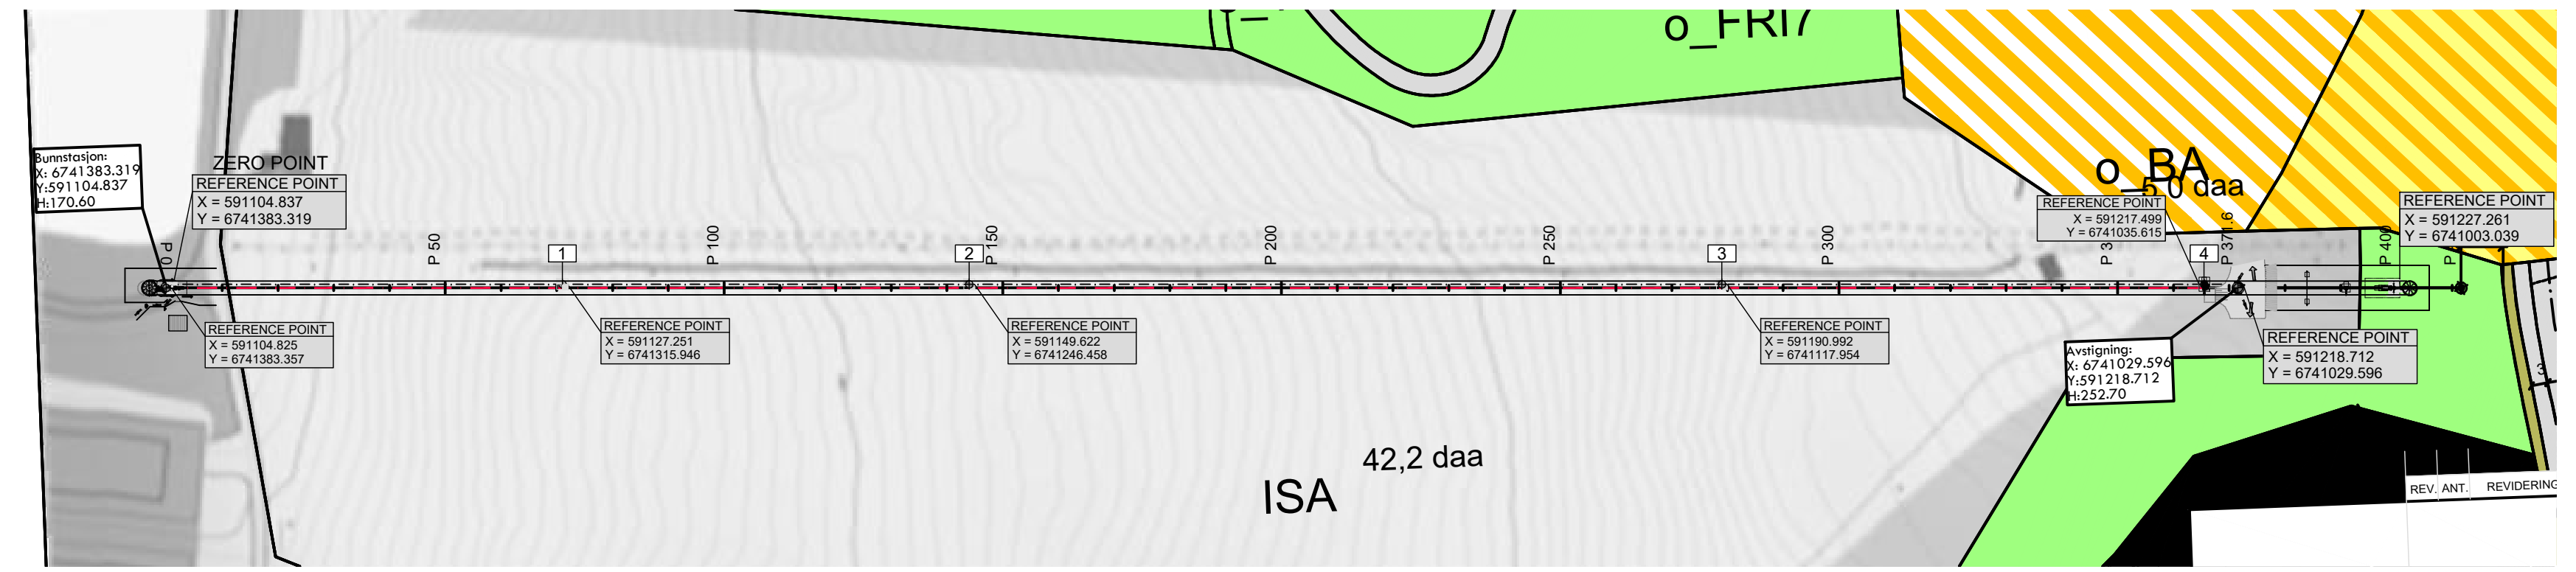 o_FRI7
Bunnstasjon:
X: 6741383.319
Y:591104.837
H:170.60
ZERO POINT
REFERENCE POINT
X = 591104.837
Y = 6741383.319
o_BA
5,0 daa
REFERENCE POINT
X = 591217.499
Y = 6741035.615
REFERENCE POINT
X = 591227.261
Y = 6741003.039
P 0
P 50
1
P 100
2
P 150
P 200
P 250
3
P 300
4
P 371.6
P 400
REFERENCE POINT
X = 591104.825
Y = 6741383.357
REFERENCE POINT
X = 591127.251
Y = 6741315.946
REFERENCE POINT
X = 591149.622
Y = 6741246.458
REFERENCE POINT
X = 591190.992
Y = 6741117.954
Avstigning:
X: 6741029.596
Y:591218.712
H:252.70
REFERENCE POINT
X = 591218.712
Y = 6741029.596
3
42,2 daa
ISA
REV. ANT. REVIDERING